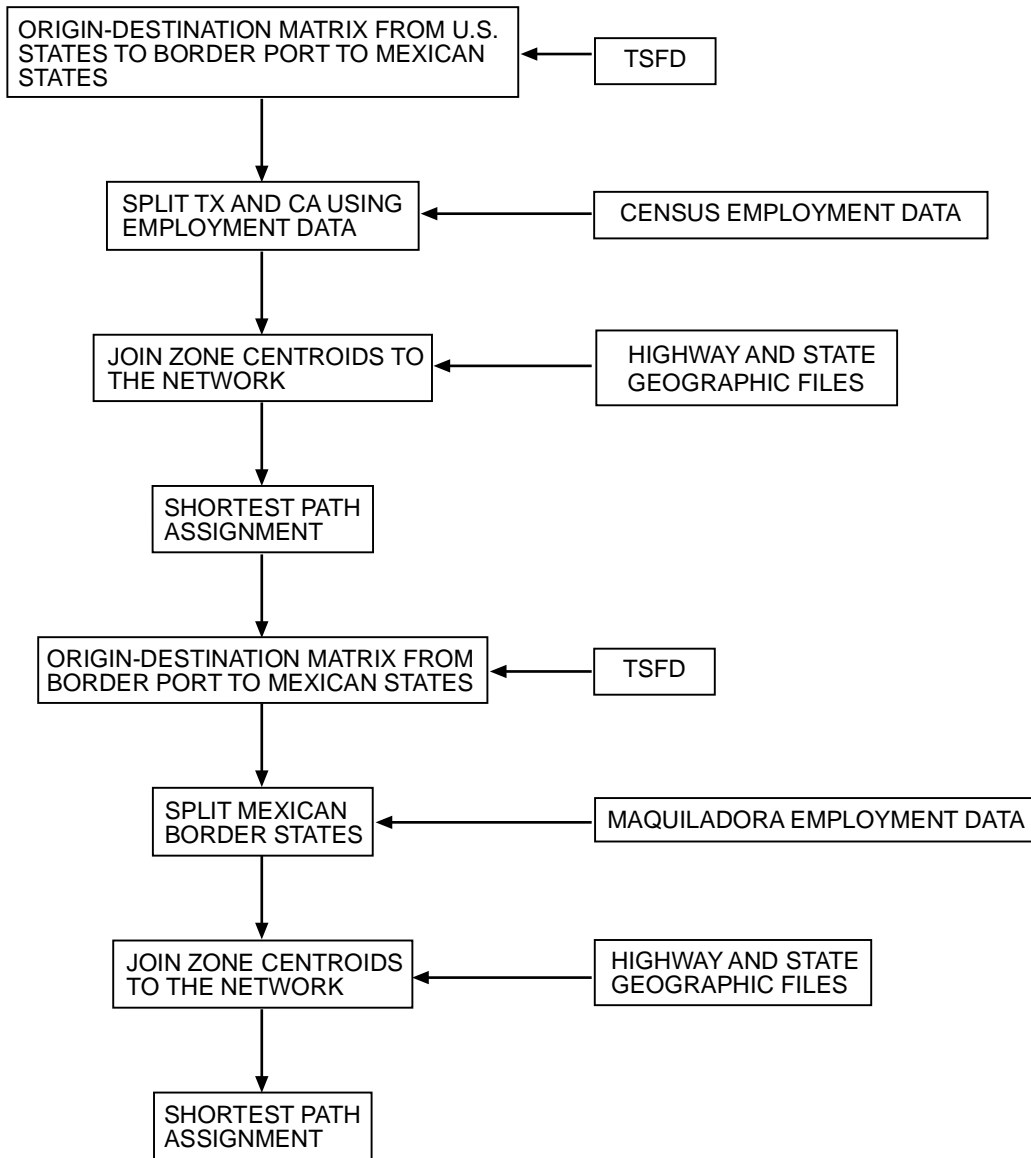 ORIGIN-DESTINATION MATRIX FROM U.S.
STATES TO BORDER PORT TO MEXICAN
STATES
TSFD
SPLIT TX AND CA USING
EMPLOYMENT DATA
CENSUS EMPLOYMENT DATA
JOIN ZONE CENTROIDS TO
THE NETWORK
HIGHWAY AND STATE
GEOGRAPHIC FILES
SHORTEST PATH
ASSIGNMENT
ORIGIN-DESTINATION MATRIX FROM
BORDER PORT TO MEXICAN STATES
TSFD
SPLIT MEXICAN
BORDER STATES
MAQUILADORA EMPLOYMENT DATA
JOIN ZONE CENTROIDS
TO THE NETWORK
HIGHWAY AND STATE
GEOGRAPHIC FILES
SHORTEST PATH
ASSIGNMENT